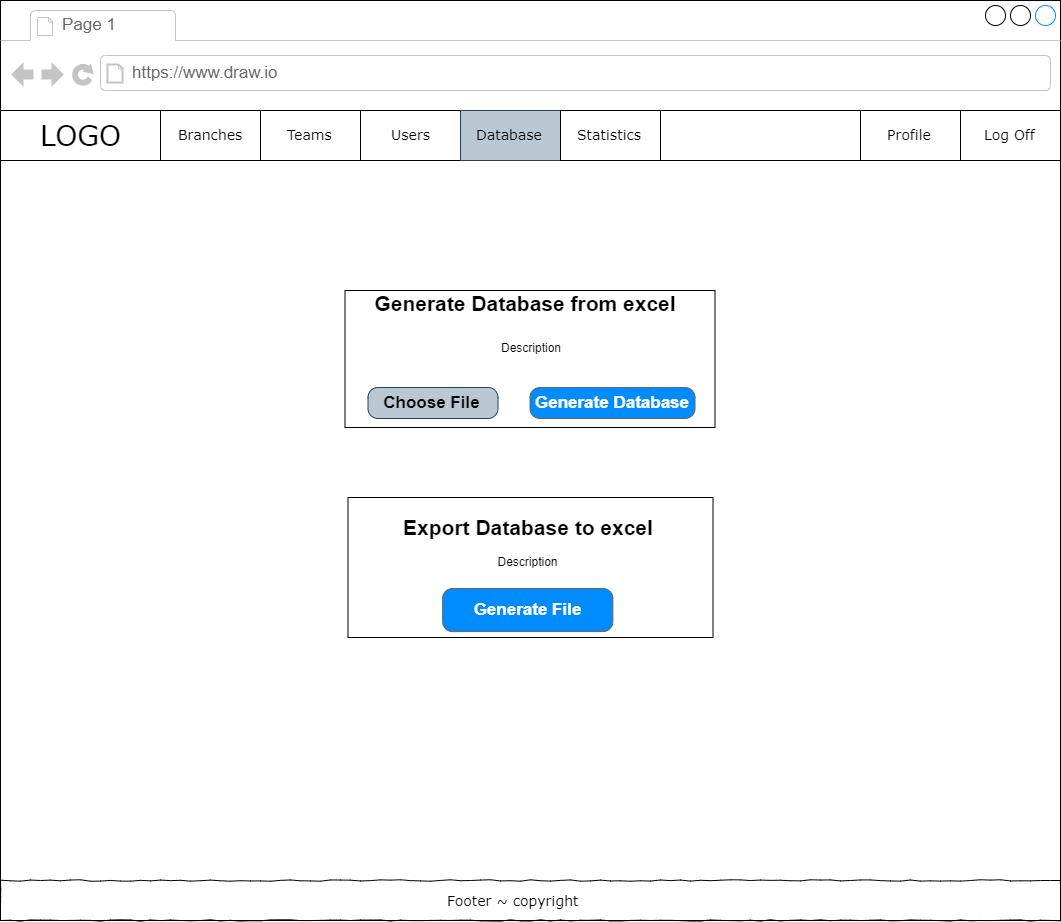 Page 1
https://www.draw.io
LOGO Branches Teams Users Database Statistics Profile Log Off
Generate Database from excel
Description
Choose File Generate Database
Export Database to excel
Description
Generate File
Footer ~ copyright